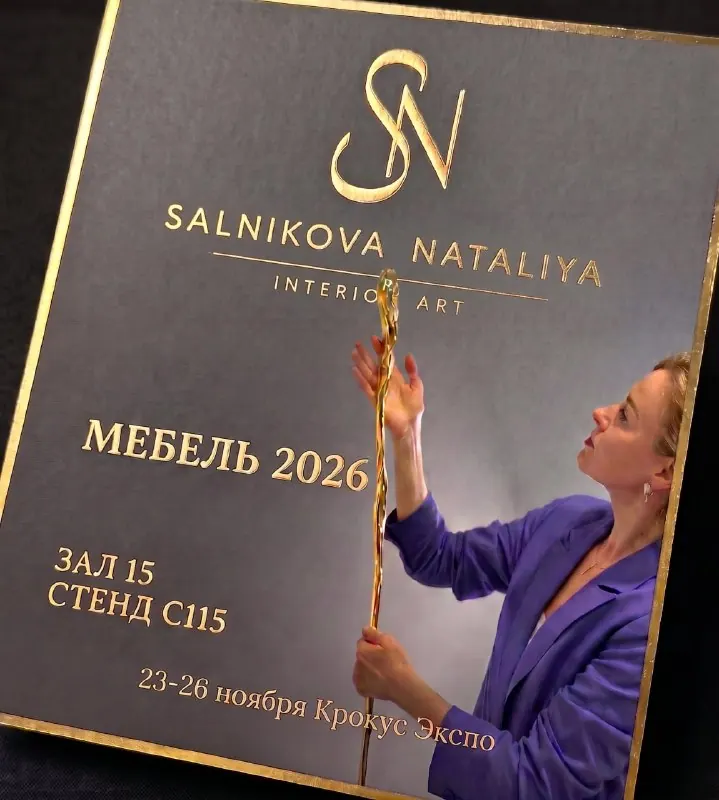 SN
SALNIKOVA NATALIYA
INTERIOR ART
МЕБЕЛЬ 2026
ЗАЛ 15
СТЕНД С115
23-26 ноября Крокус Экспо